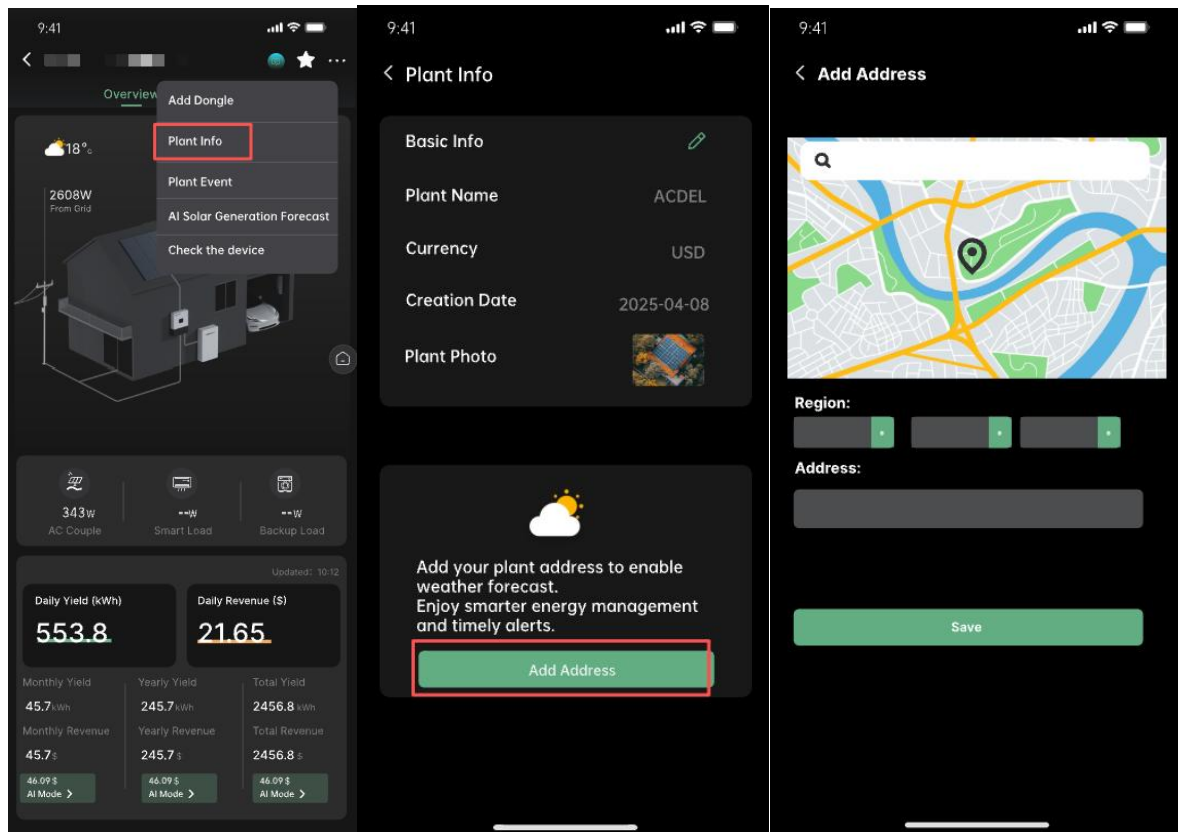 9:41
Overview
Add Dongle
Plant Info
Plant Event
AI Solar Generation Forecast
Check the device
18°c
2608W
From Grid
343W
--W
--W
AC Couple
Smart Load
Backup Load
Updated: 10:12
Daily Yield (kWh)
Daily Revenue ($)
553.8
21.65
Monthly Yield
Yearly Yield
Total Yield
45.7kWh
245.7kWh
2456.8 kWh
Monthly Revenue
Yearly Revenue
Total Revenue
45.7$
245.7 $
2456.8 $
46.09 $
AI Mode >
46.09 $
AI Mode >
46.09 $
AI Mode >
9:41
Plant Info
Basic Info
Plant Name
ACDEL
Currency
USD
Creation Date
2025-04-08
Plant Photo
Add your plant address to enable
weather forecast.
Enjoy smarter energy management
and timely alerts.
Add Address
9:41
Add Address
Region:
Address:
Save